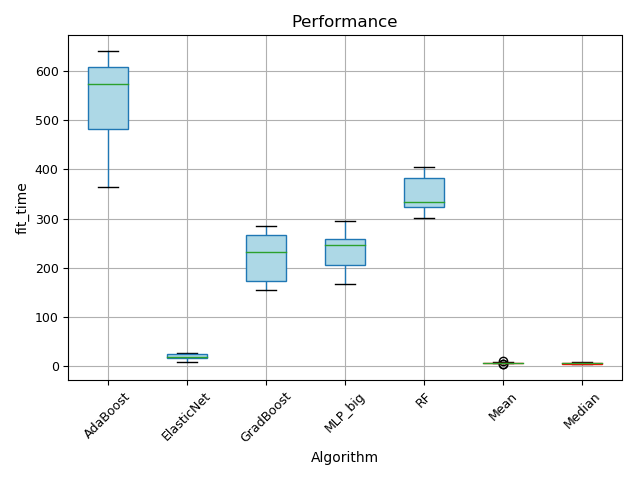 Performance
fit_time
600
500
400
300
200
100
0
AdaBoost
ElasticNet
GradBoost
MLP_big
RF
Mean
Median
Algorithm